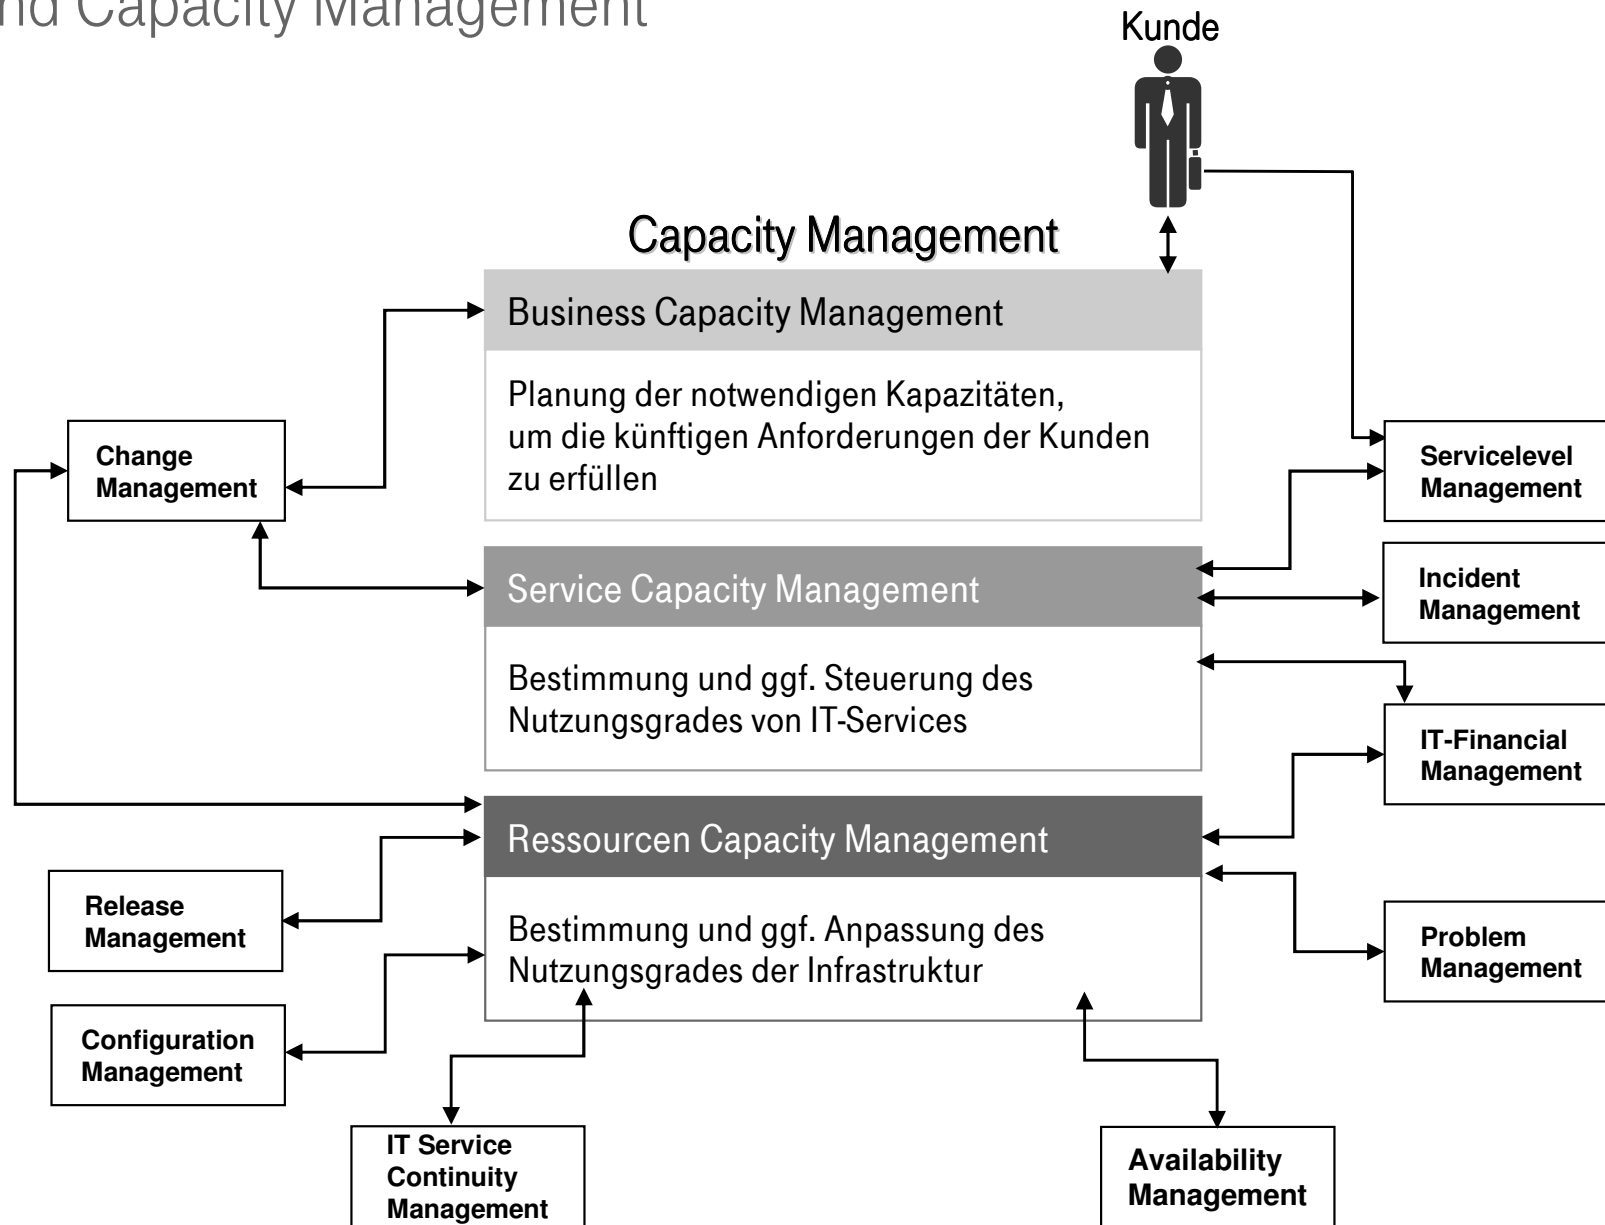 nd Capacity Management
Kunde
Capacity Management
Business Capacity Management
Planung der notwendigen Kapazitäten,
um die künftigen Anforderungen der Kunden
zu erfüllen
Change
Management
Servicelevel
Management
Service Capacity Management
Incident
Management
Bestimmung und ggf. Steuerung des
Nutzungsgrades von IT-Services
IT-Financial
Management
Ressourcen Capacity Management
Release
Management
Bestimmung und ggf. Anpassung des
Nutzungsgrades der Infrastruktur
Problem
Management
Configuration
Management
IT Service
Continuity
Management
Availability
Management